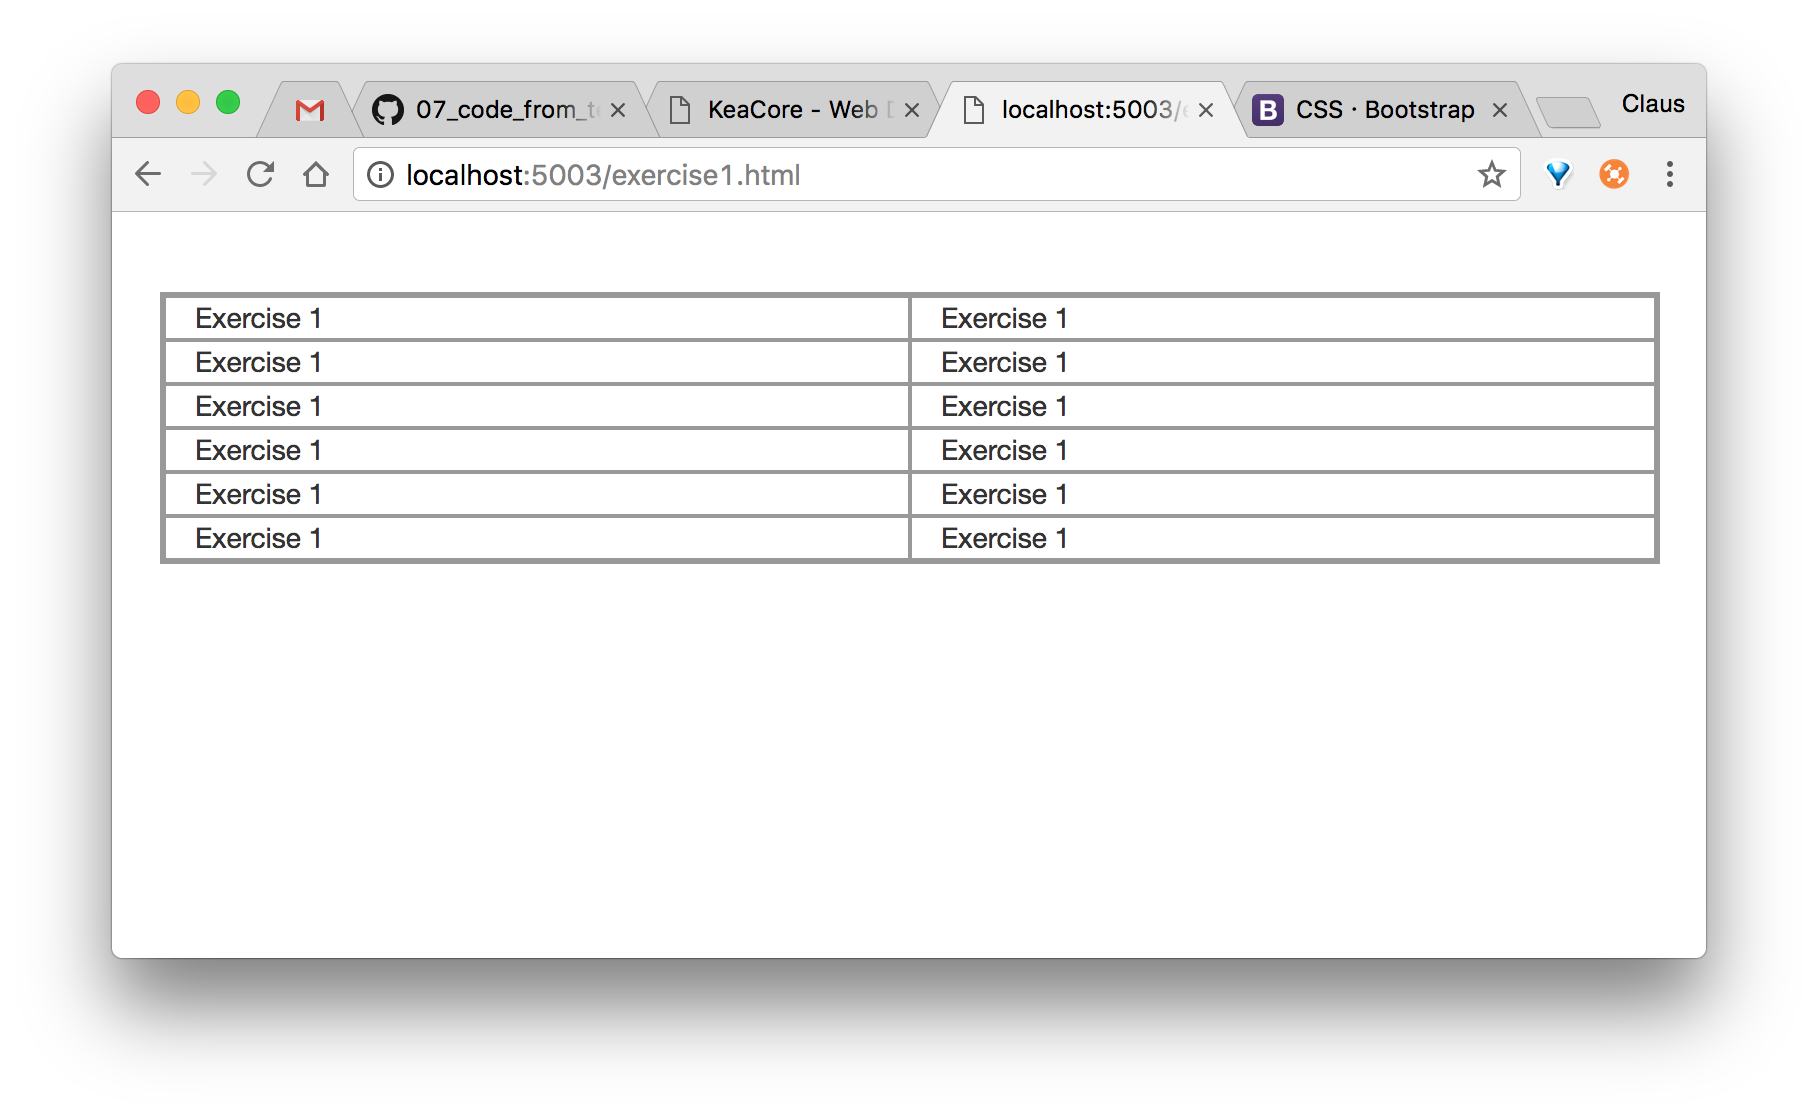 07_code_from_te
KeaCore - Web D
localhost:5003/e
B CSS · Bootstrap
Claus
localhost:5003/exercise1.html
Exercise 1 Exercise 1
Exercise 1 Exercise 1
Exercise 1 Exercise 1
Exercise 1 Exercise 1
Exercise 1 Exercise 1
Exercise 1 Exercise 1